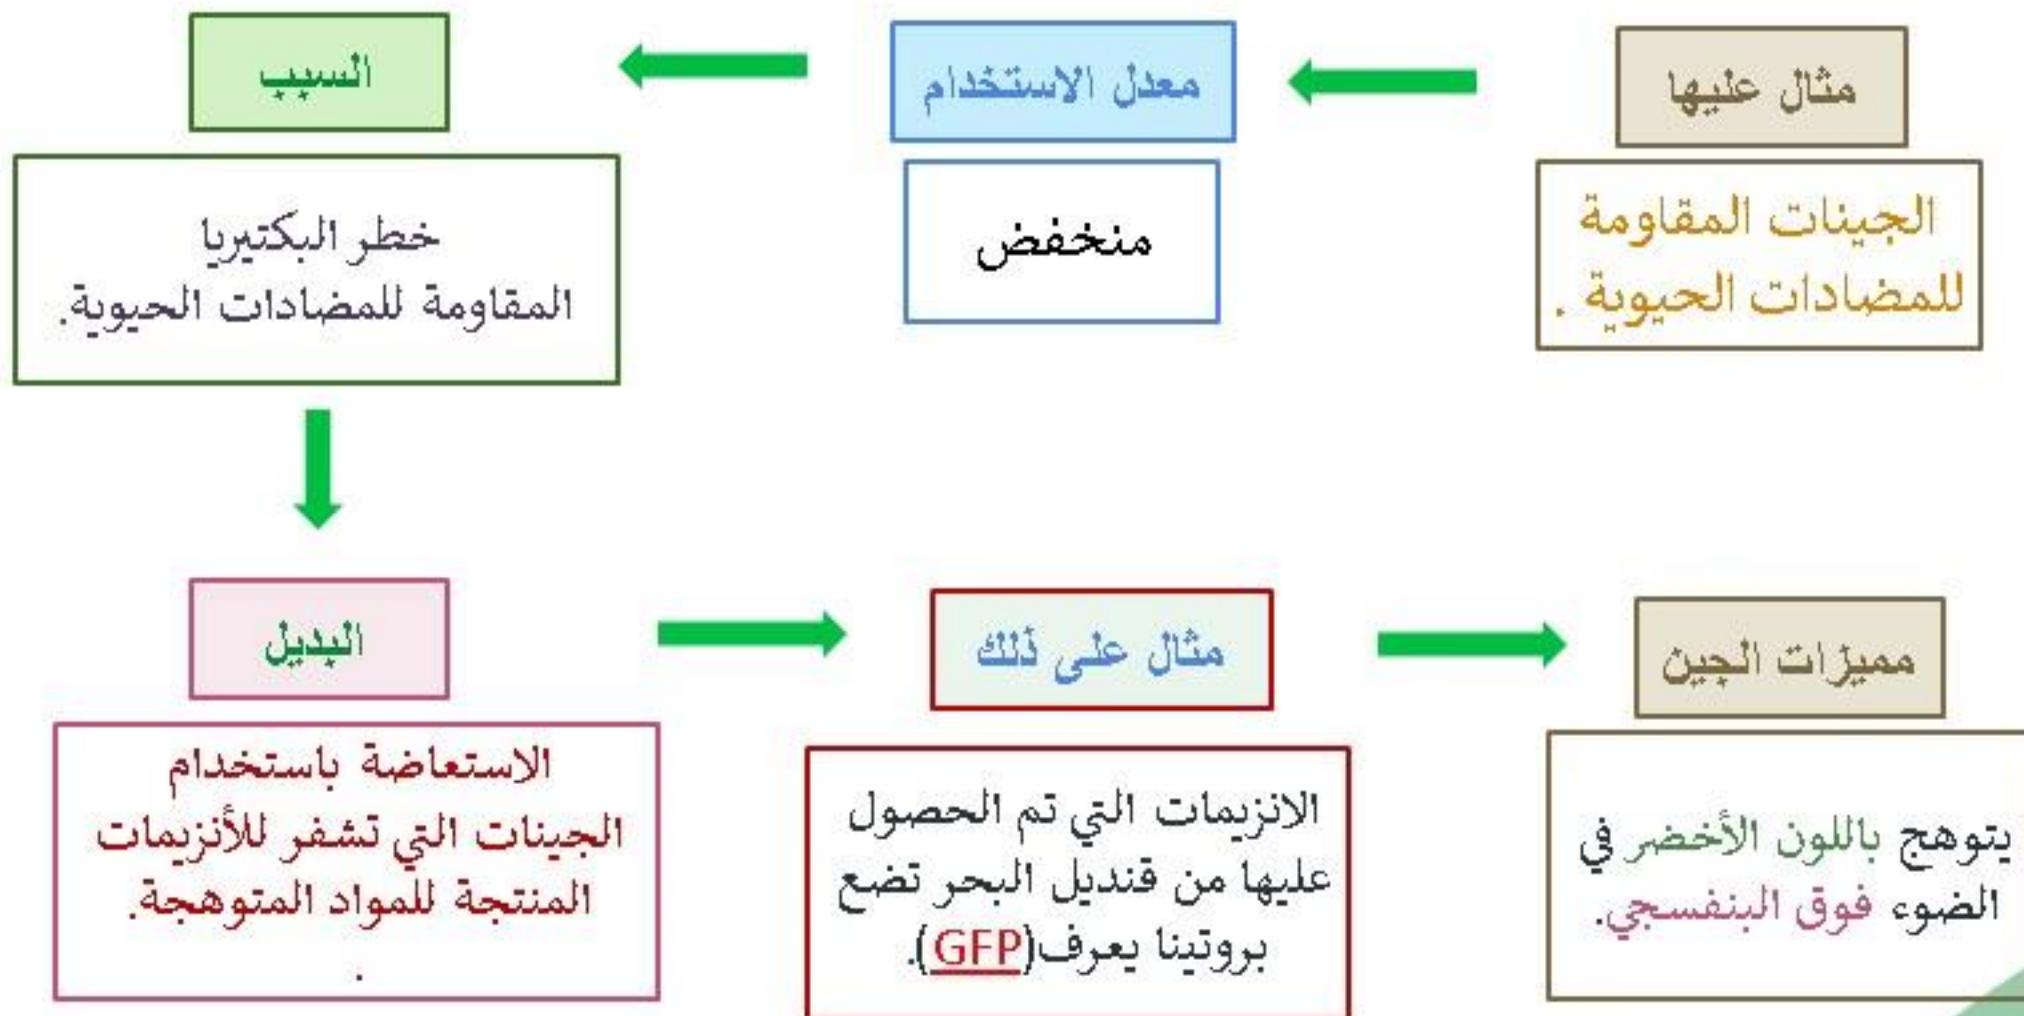 مثال عليها
الجينات المقاومة
للمضادات الحيوية .
معدل الاستخدام
منخفض
السبب
خطر البكتيريا
المقاومة للمضادات الحيوية.
البديل
الاستعاضة باستخدام
الجينات التي تشفر للأنزيمات
المنتجة للمواد المتوهجة.
.
مثال على ذلك
الانزيمات التي تم الحصول
عليها من قنديل البحر تضع
بروتينا يعرف(GFP).
مميزات الجين
يتوهج باللون الأخضر في
الضوء فوق البنفسجي.